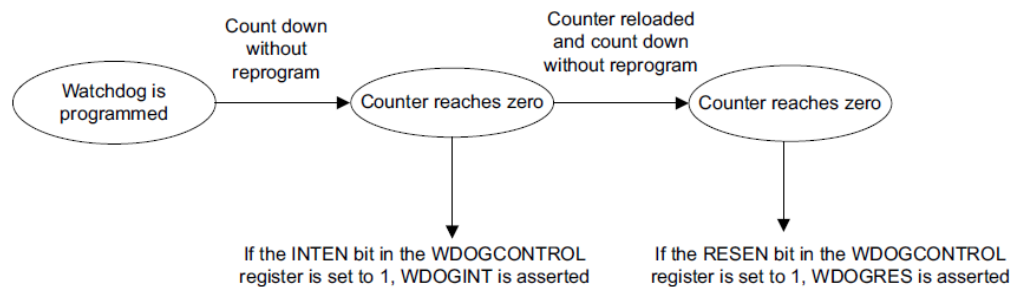 Watchdog is
programmed
Count down
without
reprogram
Counter reaches zero
Counter reloaded
and count down
without reprogram
Counter reaches zero
If the INTEN bit in the WDOGCONTROL
register is set to 1, WDOGINT is asserted
If the RESEN bit in the WDOGCONTROL
register is set to 1, WDOGRES is asserted